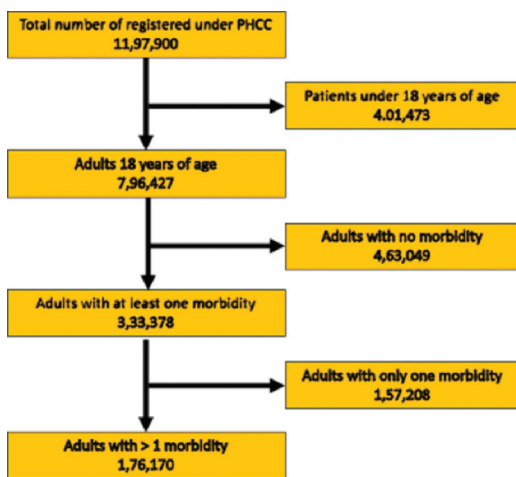 Total number of registered under PHCC
11,97,900
Patients under 18 years of age
4.01,473
Adults 18 years of age
7,96,427
Adults with no morbidity
4,63,049
Adults with at least one morbidity
3,33,378
Adults with only one morbidity
1,57,208
Adults with > 1 morbidity
1,76,170